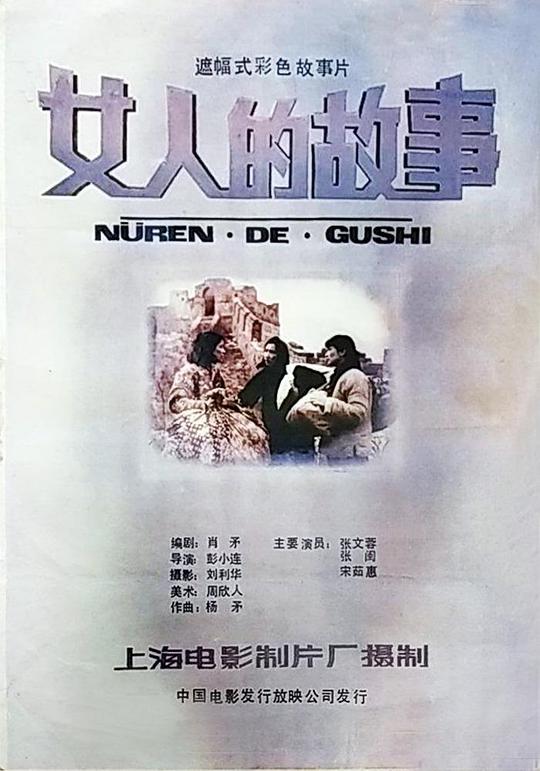 遮幅式彩色故事片
女人的故事
NÜREN · DE · GUSHI
编剧：肖 矛 主要演员：张文蓉
导演：彭小连 张 闽
摄影：刘利华 宋茹惠
美术：周欣人
作曲：杨 矛
上海电影制片厂摄制
中国电影发行放映公司发行